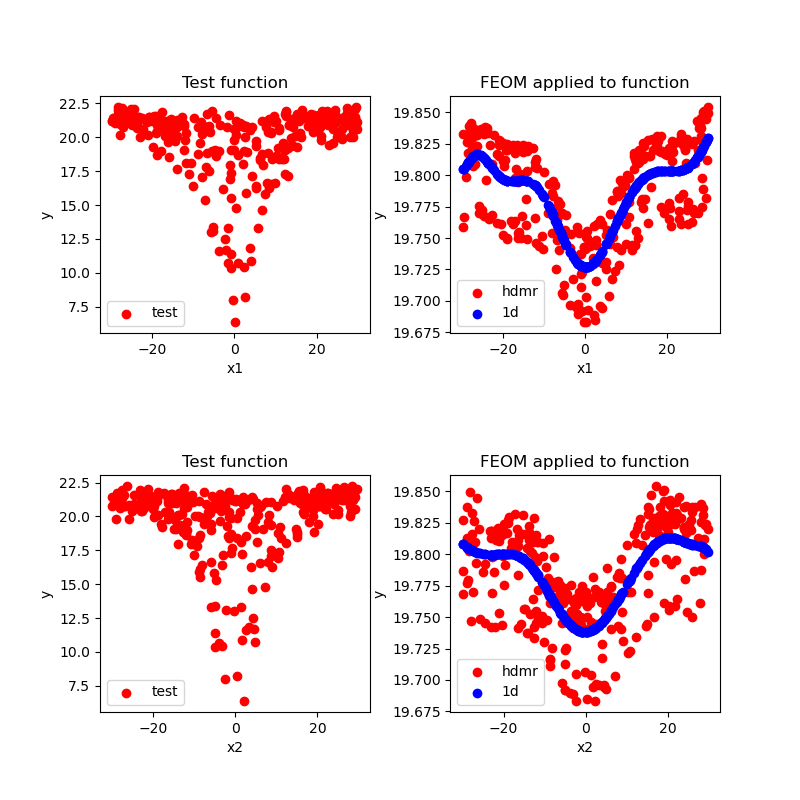 Test function
22.5
20.0
17.5
15.0
12.5
10.0
7.5
y
test
−20
0
20
x1
FEOM applied to function
19.850
19.825
19.800
19.775
19.750
19.725
19.700
19.675
y
hdmr
1d
−20
0
20
x1
Test function
22.5
20.0
17.5
15.0
12.5
10.0
7.5
y
test
−20
0
20
x2
FEOM applied to function
19.850
19.825
19.800
19.775
19.750
19.725
19.700
19.675
y
hdmr
1d
−20
0
20
x2